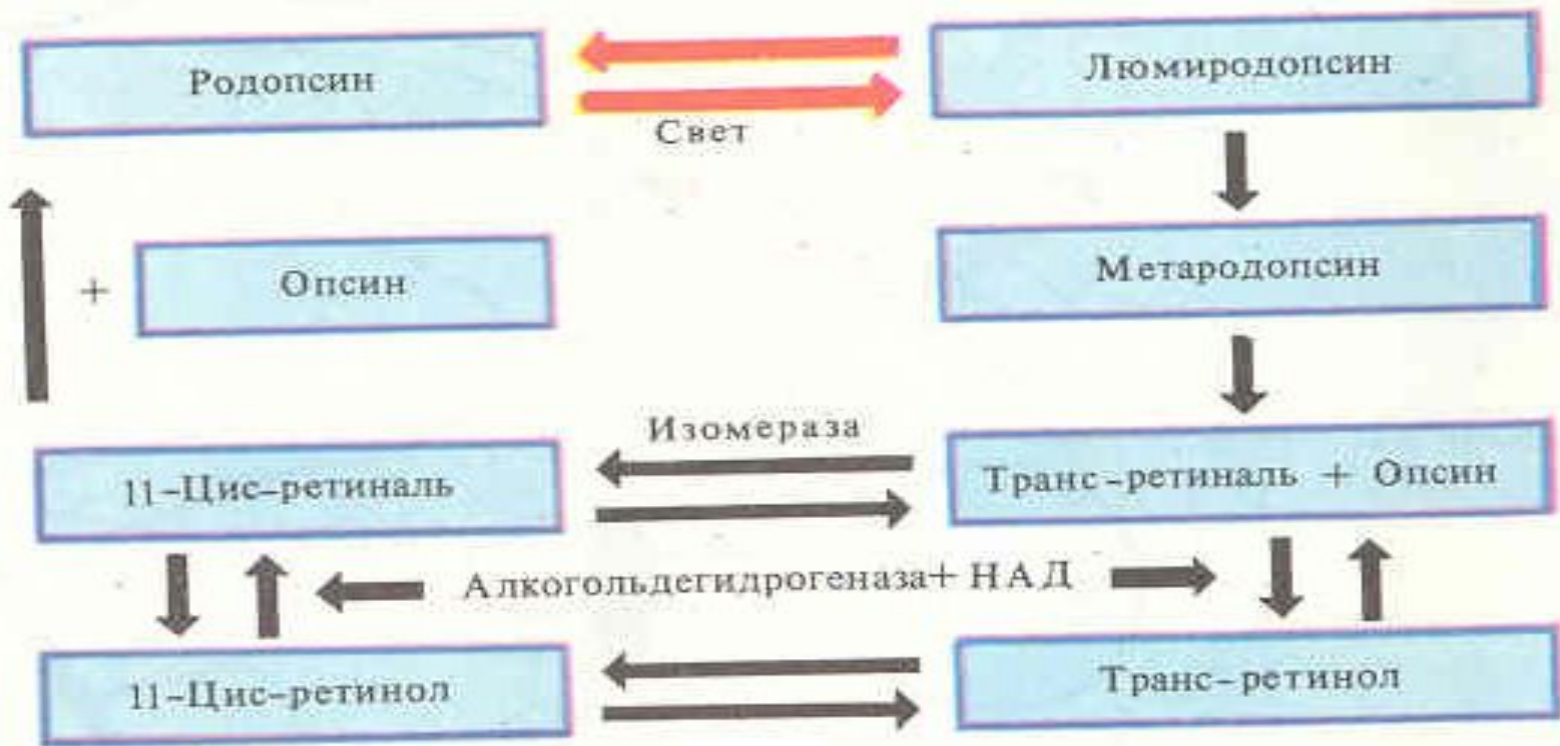 Родопсин
Люмиродопсин
Свет
+
Опсин
Метародопсин
Изомераза
11-Цис-ретиналь
Транс-ретиналь + Опсин
Алкогольдегидрогеназа+ НАД
11-Цис-ретинол
Транс-ретинол